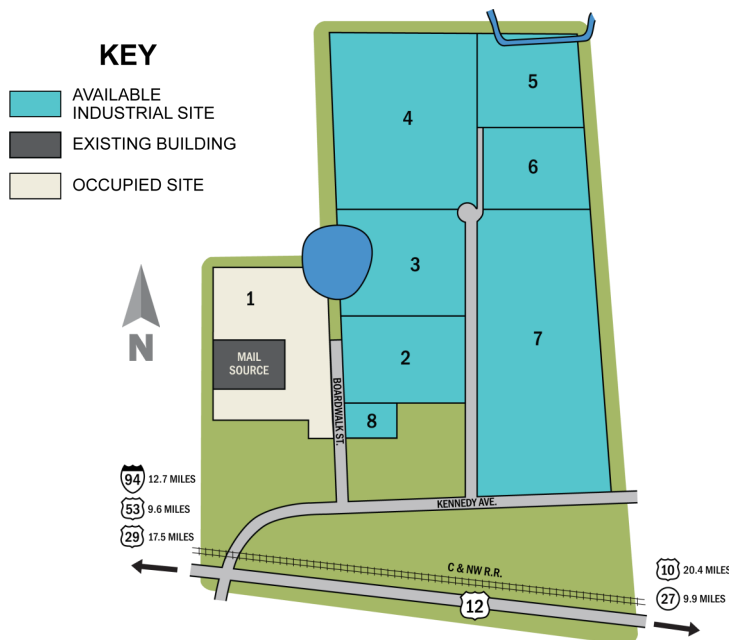 KEY
AVAILABLE
INDUSTRIAL SITE
EXISTING BUILDING
OCCUPIED SITE
N
4
5
6
3
1
MAIL
SOURCE
2
7
8
BOARDWALK ST.
KENNEDY AVE.
94 12.7 MILES
53 9.6 MILES
29 17.5 MILES
C & NW R.R.
12
10 20.4 MILES
27 9.9 MILES